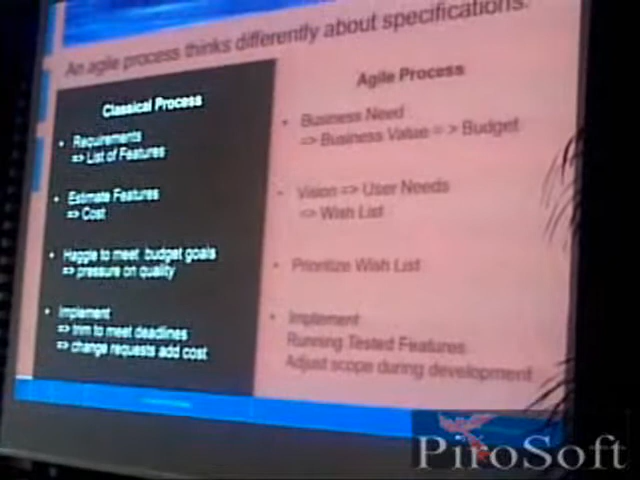 An agile process thinks differently about specifications.
Classical Process
• Requirements
=> List of Features
• Estimate Features
=> Cost
• Haggle to meet budget goals
=> pressure on quality
• Implement
=> trim to meet deadlines
=> change requests add cost
Agile Process
• Business Need
=> Business Value = > Budget
• Vision => User Needs
=> Wish List
• Prioritize Wish List
• Implement
Running Tested Features
Adjust scope during development
PiroSoft